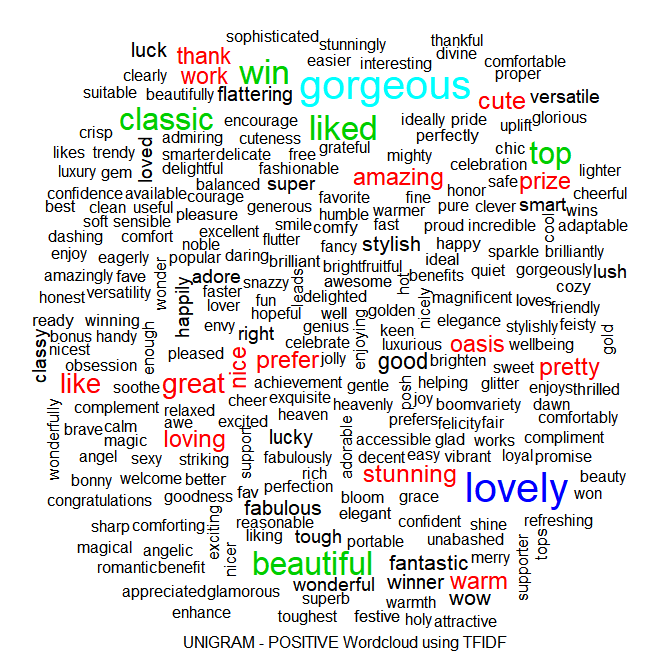 sophisticated
luck thank stunningly thankful
divine
clearly work win easier interesting comfortable
proper
suitable beautifully flattering gorgeous cute versatile
classic encourage liked ideally pride uplift glorious
crisp admiring cuteness grateful perfectly chic top
likes trendy loved smarter delicate free mighty celebration
luxury gem delightful fashionable amazing safe prize lighter
confidence available balanced super favorite fine honor cheerful
best clean useful courage generous humble warmer pure clever smart wins
soft sensible pleasure smile comfy fast proud incredible cool adaptable
dashing comfort excellent flutter fancy stylish happy
noble
enjoy eagerly popular daring brilliant bright fruitful ideal sparkle brilliantly
amazingly fave wonder adore snazzy awesome hot benefits quiet gorgeously lush
cozy
honest versatility faster fun leads delighted nicely magnificent loves
lover friendly
ready winning happily envy hopeful well golden elegance stylishly feisty
bonus handy right genius enjoying keen gold
classy nicest enough celebrate luxurious oasis wellbeing
pleased nice prefer jolly good brighten
obsession sweet pretty
like soothe great achievement gentle posh helping glitter enjoys thrilled
complement relaxed cheer exquisite heavenly joy boom variety dawn
wonderfully brave calm awe excited heaven prefers felicity fair comfortably
magic loving support lucky adorable accessible glad works compliment
angel sexy striking fabulously decent easy vibrant loyal promise
bonny welcome better rich stunning lovely beauty
congratulations goodness fav perfection bloom grace won
fabulous elegant
sharp comforting exciting reasonable confident shine refreshing
liking tough portable unabashed tops
magical angelic nicer beautiful fantastic merry supporter
romantic benefit
wonderful winner warm
appreciated glamorous superb warmth wow
enhance toughest festive holy attractive
UNIGRAM - POSITIVE Wordcloud using TFIDF